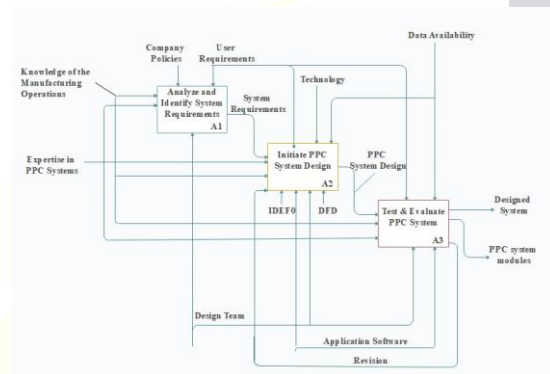 Data Availability
Company
Policies
User
Requirements
Knowledge of the
Manufacturing
Operations
Technology
Analyze and
Identify System
Requirements
A1
System
Requirements
Expertise in
PPC Systems
Initiate PPC
System Design
A2
PPC
System Design
IDEF0
DFD
Test & Evaluate
PPC System
A3
Designed
System
PPC system
modules
Design Team
Application Software
Revision